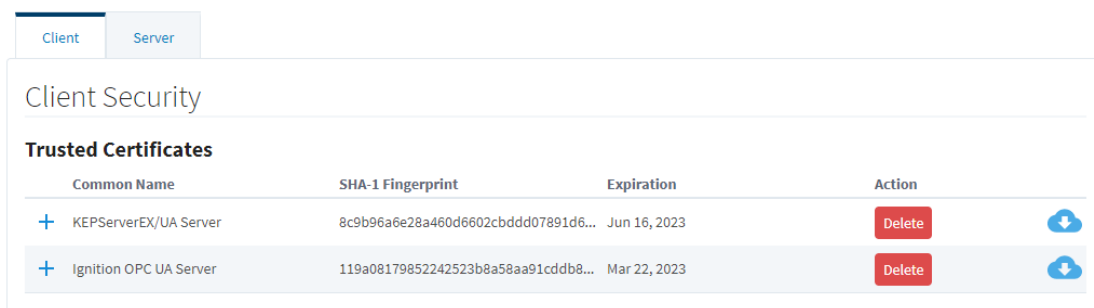 Client Server
Client Security
Trusted Certificates
Common Name SHA-1 Fingerprint Expiration Action
KEPServerEX/UA Server 8c9b96a6e28a460d6602cbddd07891d6... Jun 16, 2023 Delete
Ignition OPC UA Server 119a08179852242523b8a58aa91cddb8... Mar 22, 2023 Delete